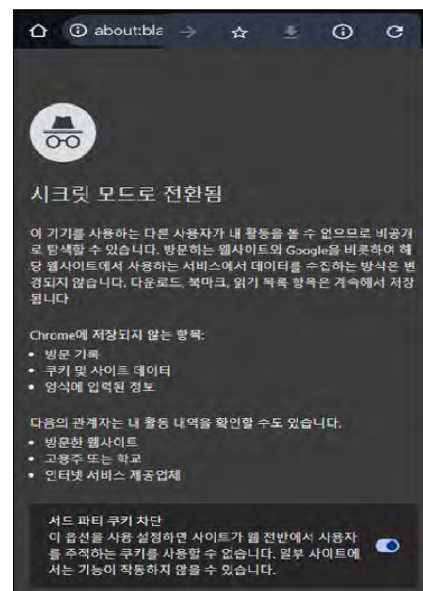 about:bla
시크릿 모드로 전환됨
이 기기를 사용하는 다른 사용자가 내 활동을 볼 수 없으므로 비공개
로 탐색할 수 있습니다. 방문하는 웹사이트와 Google을 비롯하여 해
당 웹사이트에서 사용하는 서비스에서 데이터를 수집하는 방식은 변
경되지 않습니다. 다운로드, 북마크, 읽기 목록 항목은 계속해서 저장
됩니다
Chrome에 저장되지 않는 항목:
• 방문 기록
• 쿠키 및 사이트 데이터
• 양식에 입력된 정보
다음의 관계자는 내 활동 내역을 확인할 수도 있습니다.
• 방문한 웹사이트
• 고용주 또는 학교
• 인터넷 서비스 제공업체
서드 파티 쿠키 차단
이 옵션을 사용 설정하면 사이트가 웹 전반에서 사용자
를 추적하는 쿠키를 사용할 수 없습니다. 일부 사이트에
서는 기능이 작동하지 않을 수 있습니다.